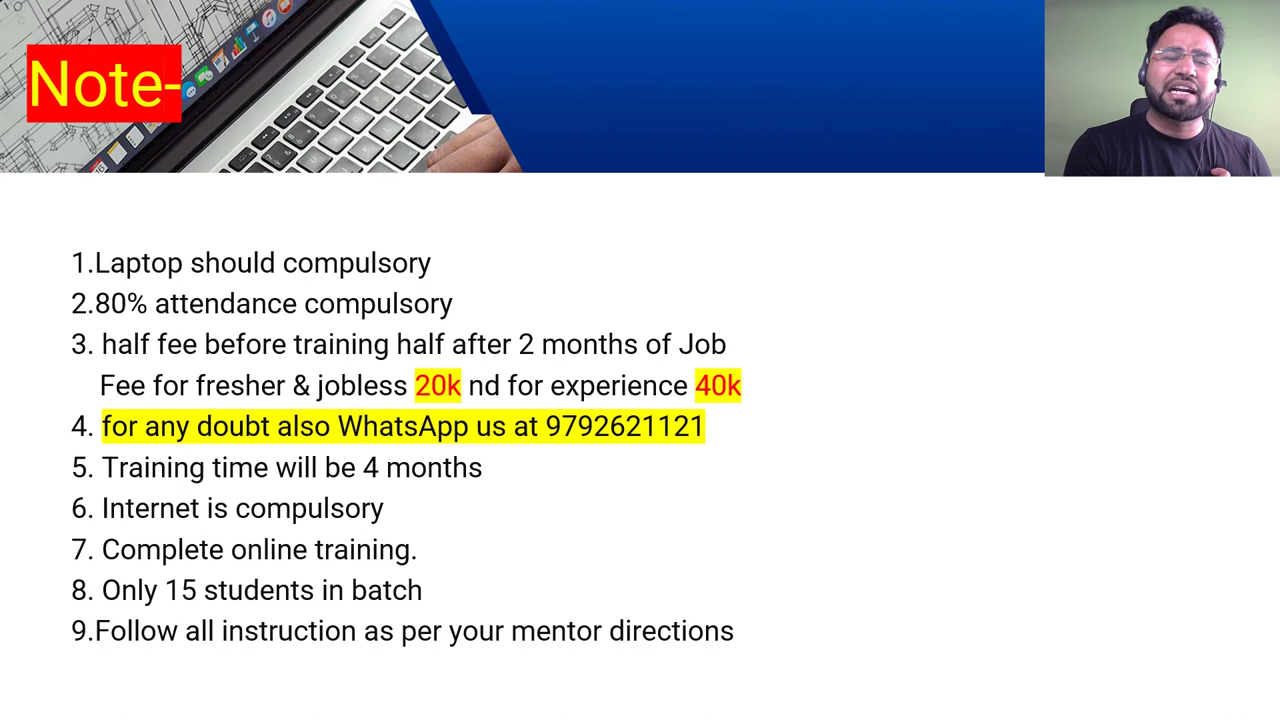 Note-
1.Laptop should compulsory
2.80% attendance compulsory
3. half fee before training half after 2 months of Job
Fee for fresher & jobless 20k nd for experience 40k
4. for any doubt also WhatsApp us at 9792621121
5. Training time will be 4 months
6. Internet is compulsory
7. Complete online training.
8. Only 15 students in batch
9.Follow all instruction as per your mentor directions